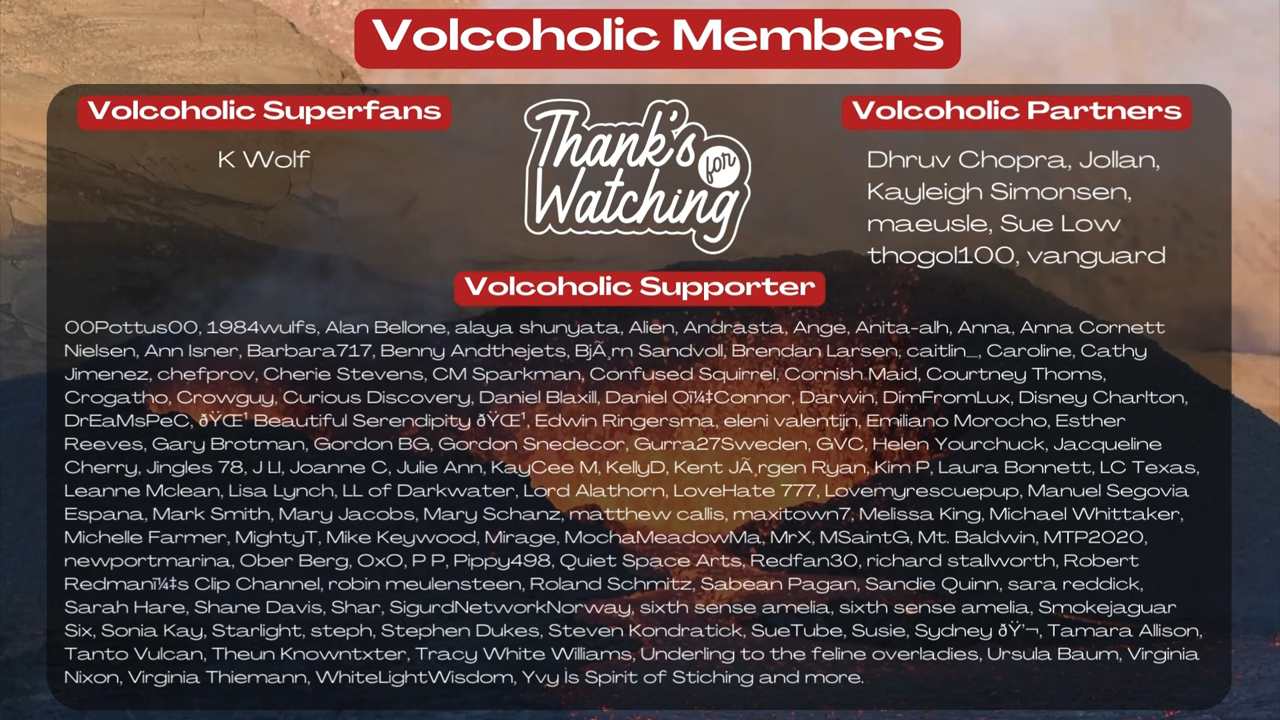 Volcoholic Members
Volcoholic Superfans
K Wolf
Thank's
for
Watching
Volcoholic Partners
Dhruv Chopra, Jollan,
Kayleigh Simonsen,
maeusle, Sue Low
thogol100, vanguard
Volcoholic Supporter
00Pottus00, 1984wulfs, Alan Bellone, alaya shunyata, Alien, Andrasta, Ange, Anita-alh, Anna, Anna Cornett
Nielsen, Ann Isner, Barbara717, Benny Andthejets, BjÃ¸rn Sandvoll, Brendan Larsen, caitlin_, Caroline, Cathy
Jimenez, chefprov, Cherie Stevens, CM Sparkman, Confused Squirrel, Cornish Maid, Courtney Thoms,
Crogatho, Crowguy, Curious Discovery, Daniel Blaxill, Daniel Oï¼‡Connor, Darwin, DimFromLux, Disney Charlton,
DrEaMsPeC, ðŸŒ¹ Beautiful Serendipity ðŸŒ¹, Edwin Ringersma, eleni valentijn, Emiliano Morocho, Esther
Reeves, Gary Brotman, Gordon BG, Gordon Snedecor, Gurra27Sweden, GVC, Helen Yourchuck, Jacqueline
Cherry, Jingles 78, J LI, Joanne C, Julie Ann, KayCee M, KellyD, Kent JÃ¸rgen Ryan, Kim P, Laura Bonnett, LC Texas,
Leanne Mclean, Lisa Lynch, LL of Darkwater, Lord Alathorn, LoveHate 777, Lovemyrescuepup, Manuel Segovia
Espana, Mark Smith, Mary Jacobs, Mary Schanz, matthew callis, maxitown7, Melissa King, Michael Whittaker,
Michelle Farmer, MightyT, Mike Keywood, Mirage, MochaMeadowMa, MrX, MSaintG, Mt. Baldwin, MTP2020,
newportmarina, Ober Berg, OxO, P P, Pippy498, Quiet Space Arts, Redfan30, richard stallworth, Robert
Redmanï¼‡s Clip Channel, robin meulensteen, Roland Schmitz, Sabean Pagan, Sandie Quinn, sara reddick,
Sarah Hare, Shane Davis, Shar, SigurdNetworkNorway, sixth sense amelia, sixth sense amelia, Smokejaguar
Six, Sonia Kay, Starlight, steph, Stephen Dukes, Steven Kondratick, SueTube, Susie, Sydney ðŸ’¬, Tamara Allison,
Tanto Vulcan, Theun Knowntxter, Tracy White Williams, Underling to the feline overladies, Ursula Baum, Virginia
Nixon, Virginia Thiemann, WhiteLightWisdom, Yvy Ìs Spirit of Stiching and more.